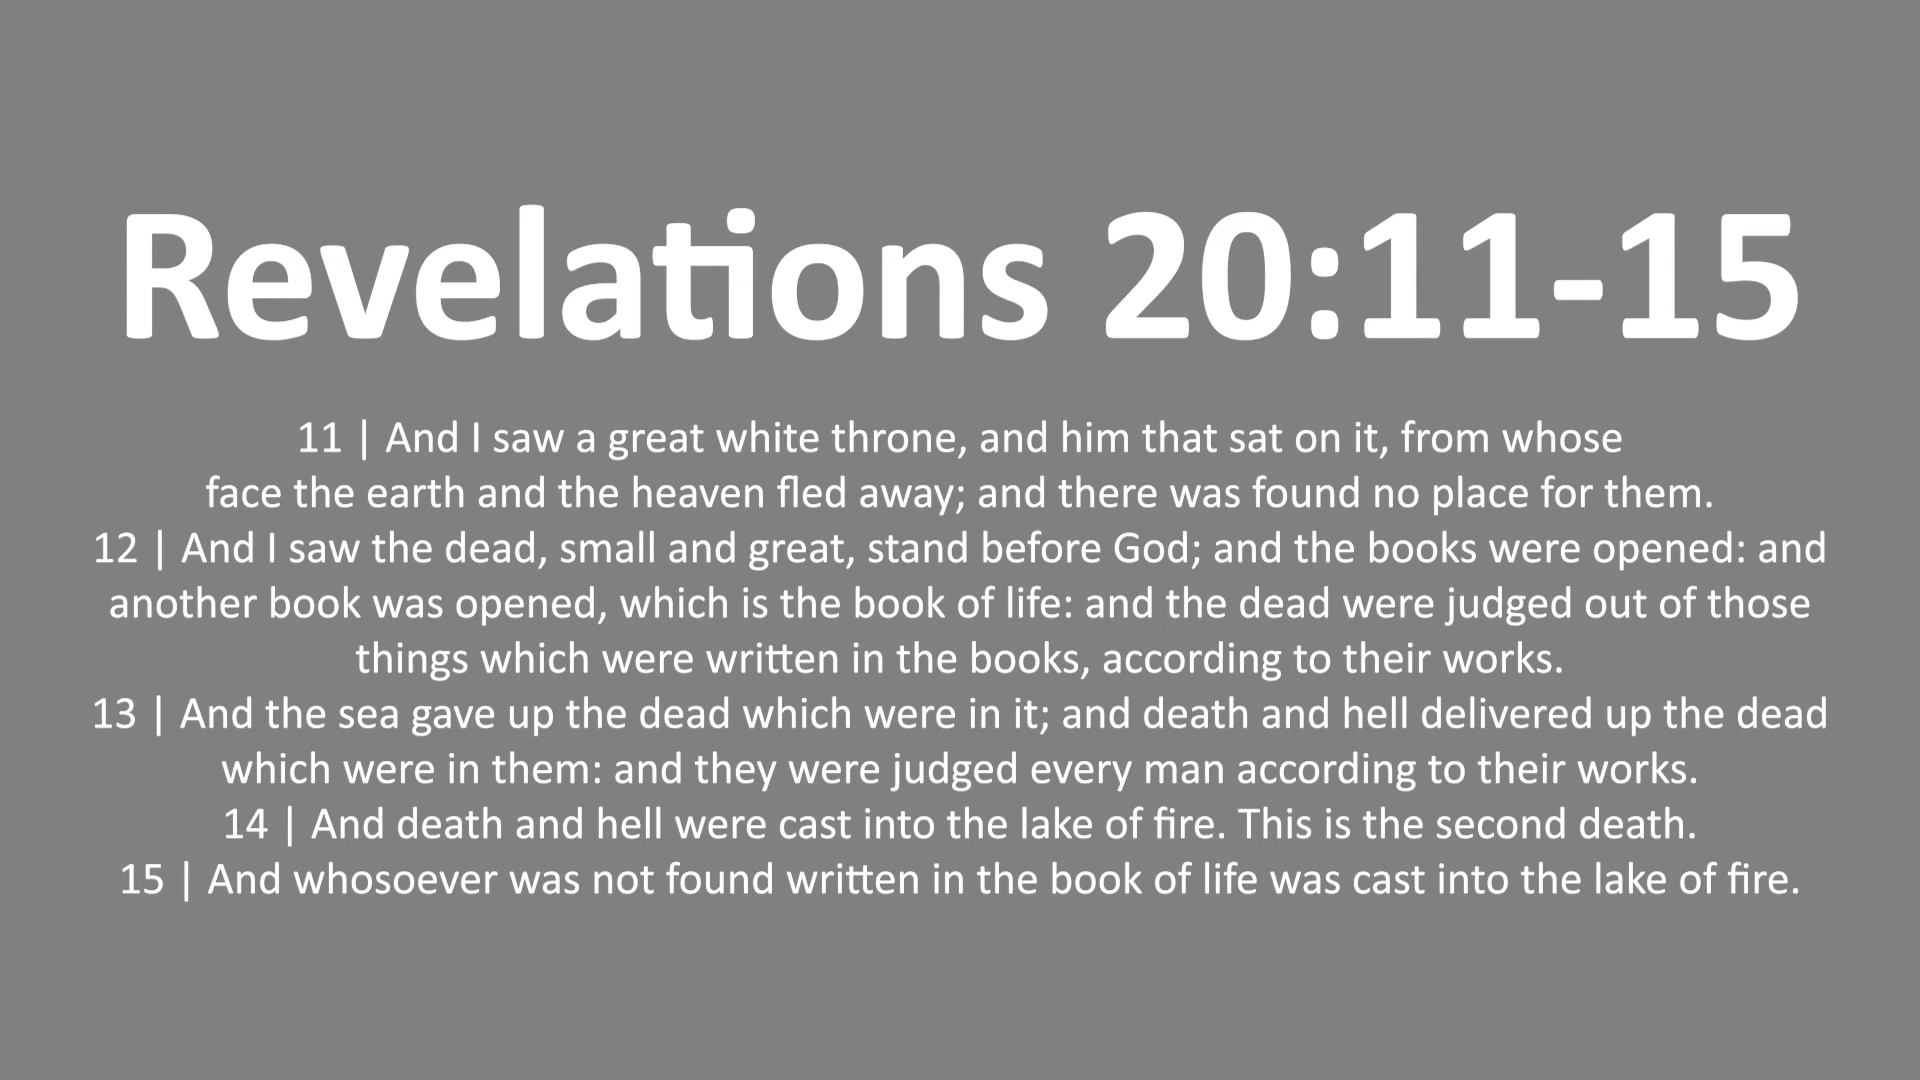 Revelations 20:11-15
11 | And I saw a great white throne, and him that sat on it, from whose
face the earth and the heaven fled away; and there was found no place for them.
12 | And I saw the dead, small and great, stand before God; and the books were opened: and
another book was opened, which is the book of life: and the dead were judged out of those
things which were written in the books, according to their works.
13 | And the sea gave up the dead which were in it; and death and hell delivered up the dead
which were in them: and they were judged every man according to their works.
14 | And death and hell were cast into the lake of fire. This is the second death.
15 | And whosoever was not found written in the book of life was cast into the lake of fire.